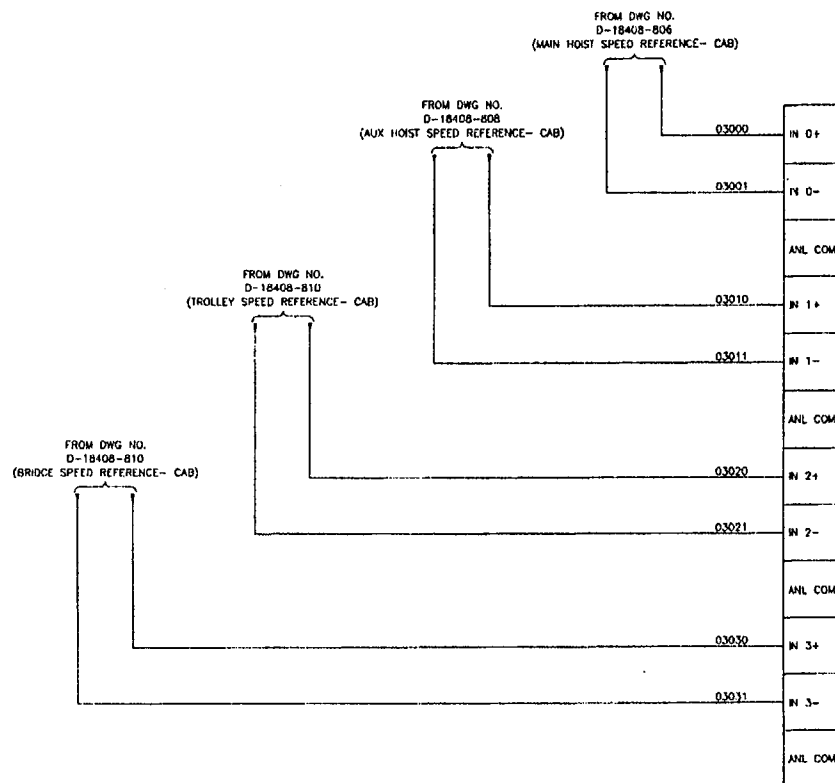 FROM DWG NO.
D-18408-806
(MAIN HOIST SPEED REFERENCE- CAB)
03000
IN 0+
FROM DWG NO.
D-18408-808
(AUX HOIST SPEED REFERENCE- CAB)
03001
IN 0-
ANL COM
FROM DWG NO.
D-18408-810
(TROLLEY SPEED REFERENCE- CAB)
03010
IN 1+
03011
IN 1-
ANL COM
FROM DWG NO.
D-18408-810
(BRIDGE SPEED REFERENCE- CAB)
03020
IN 2+
03021
IN 2-
ANL COM
03030
IN 3+
03031
IN 3-
ANL COM